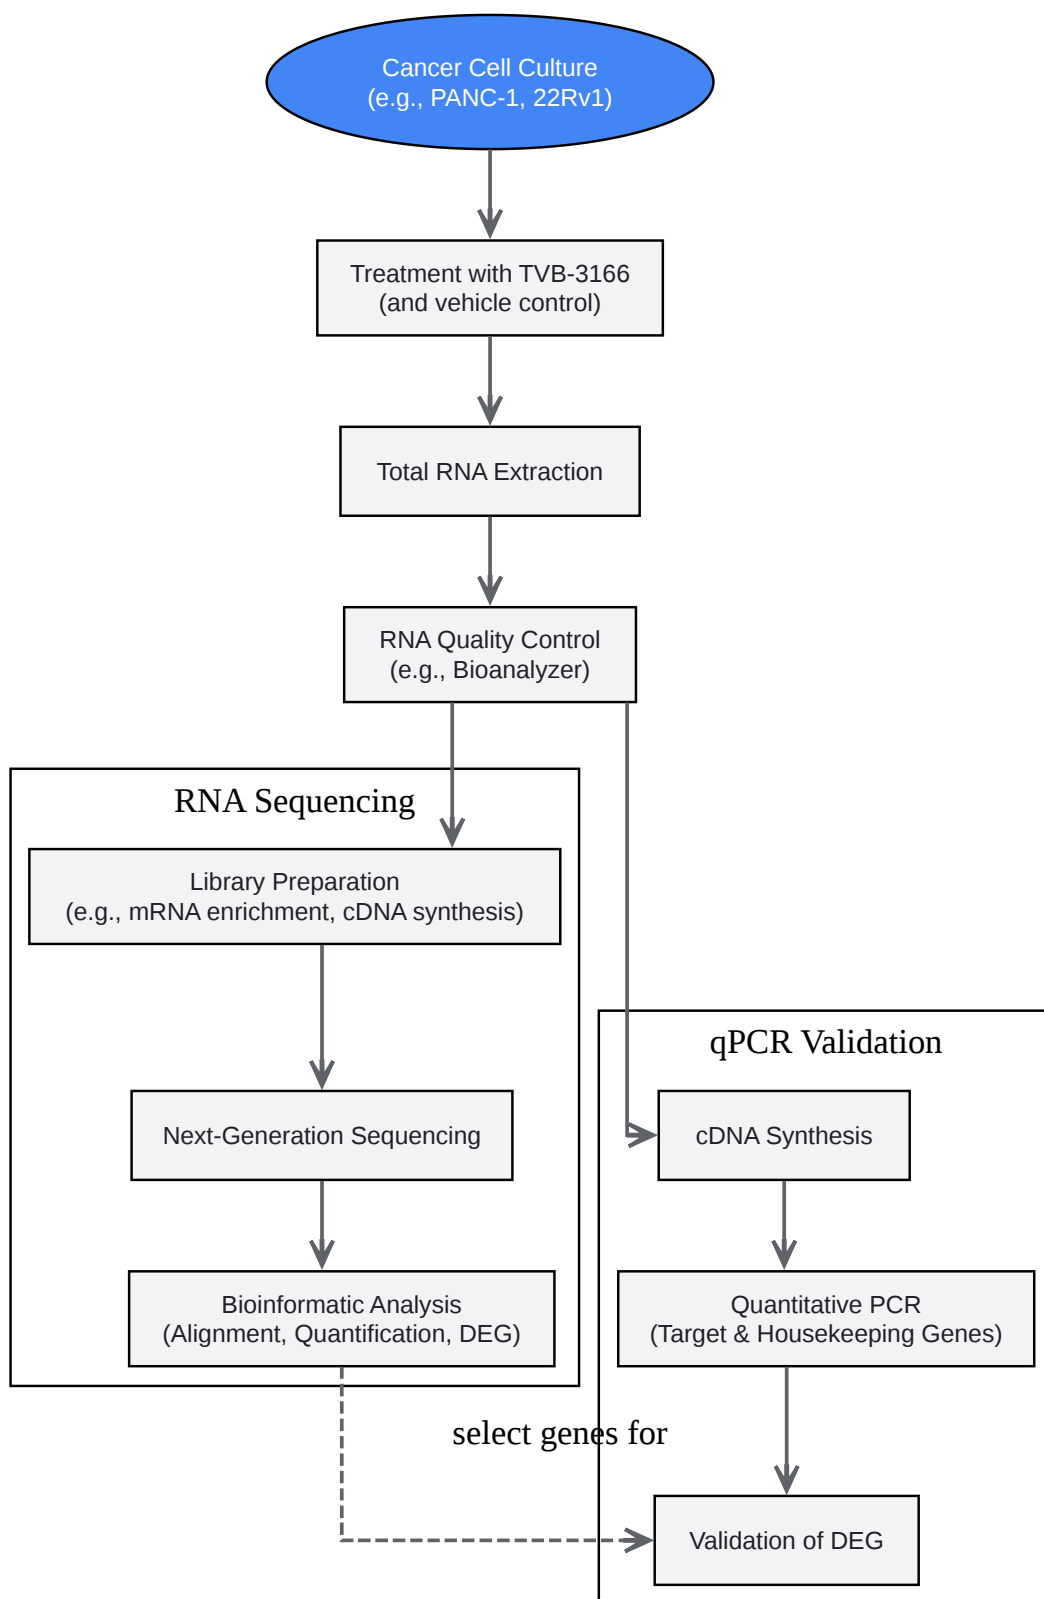 Cancer Cell Culture
(e.g., PANC-1, 22Rv1)
Treatment with TVB-3166
(and vehicle control)
Total RNA Extraction
RNA Quality Control
(e.g., Bioanalyzer)
RNA Sequencing
Library Preparation
(e.g., mRNA enrichment, cDNA synthesis)
Next-Generation Sequencing
Bioinformatic Analysis
(Alignment, Quantification, DEG)
qPCR Validation
cDNA Synthesis
Quantitative PCR
(Target & Housekeeping Genes)
select genes for
Validation of DEG